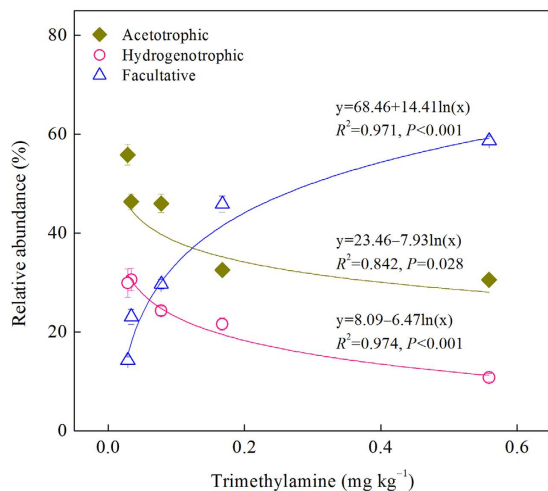 Acetotrophic
Hydrogenotrophic
Facultative
y=68.46+14.41ln(x)
R²=0.971, P<0.001
y=23.46−7.93ln(x)
R²=0.842, P=0.028
y=8.09−6.47ln(x)
R²=0.974, P<0.001
Relative abundance (%)
80
60
40
20
0
0.0 0.2 0.4 0.6
Trimethylamine (mg kg⁻¹)